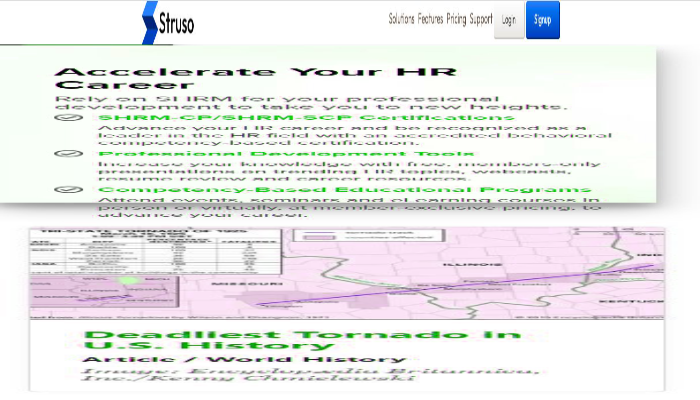 Struso
Solutions Features Pricing Support Login Signup
Accelerate Your HR
Career
Rely on SHRM for your professional
development to take you to new heights.
SHRM-CP/SHRM-SCP Certifications
Advance your HR career and be recognized as a
leader in the HR field with an accredited behavioral
competency-based certification.
Professional Development Tools
Increase your knowledge with free, members-only
presentations on trending HR topics, webcasts,
resume review and career resources.
Competency-Based Educational Programs
Attend events, seminars and eLearning courses in
person or virtually, at member-exclusive pricing, to
advance your career.
TRI-STATE TORNADO OF 1925
MISSOURI
ILLINOIS
IND
KENTUCK
Deadliest Tornado in
U.S. History
Article / World History
Image: Encyclopædia Britannica,
Inc./Kenny Chmielewski